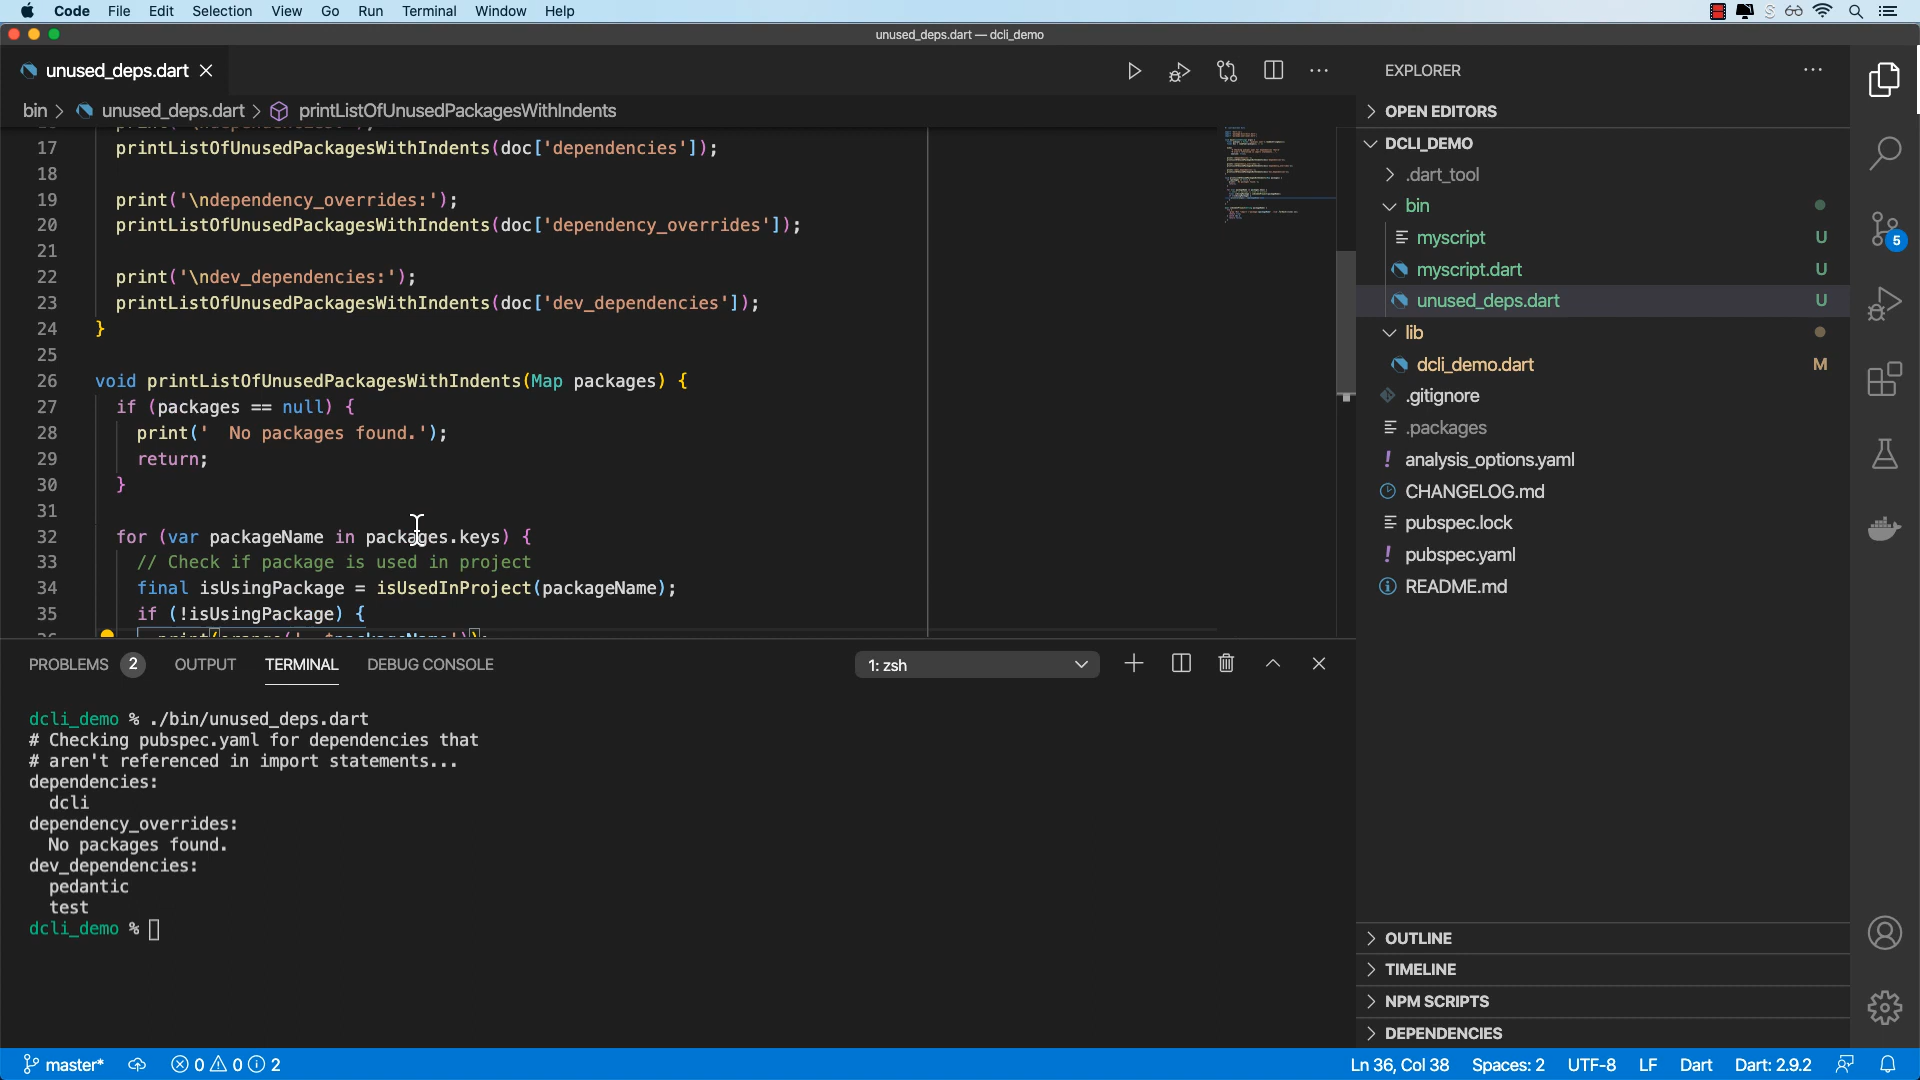 Code File Edit Selection View Go Run Terminal Window Help
unused_deps.dart — dcli_demo
unused_deps.dart
EXPLORER
bin > unused_deps.dart > printListOfUnusedPackagesWithIndents
OPEN EDITORS
DCLI_DEMO
.dart_tool
bin
myscript U
myscript.dart U
unused_deps.dart U
lib
dcli_demo.dart M
.gitignore
.packages
analysis_options.yaml
CHANGELOG.md
pubspec.lock
pubspec.yaml
README.md
OUTLINE
TIMELINE
NPM SCRIPTS
DEPENDENCIES
5
17 printListOfUnusedPackagesWithIndents(doc['dependencies']);
18
19 print('\ndependency_overrides:');
20 printListOfUnusedPackagesWithIndents(doc['dependency_overrides']);
21
22 print('\ndev_dependencies:');
23 printListOfUnusedPackagesWithIndents(doc['dev_dependencies']);
24 }
25
26 void printListOfUnusedPackagesWithIndents(Map packages) {
27 if (packages == null) {
28 print('  No packages found.');
29 return;
30 }
31
32 for (var packageName in packages.keys) {
33 // Check if package is used in project
34 final isUsingPackage = isUsedInProject(packageName);
35 if (!isUsingPackage) {
PROBLEMS 2 OUTPUT TERMINAL DEBUG CONSOLE 1: zsh
dcli_demo % ./bin/unused_deps.dart
# Checking pubspec.yaml for dependencies that
# aren't referenced in import statements...
dependencies:
  dcli
dependency_overrides:
  No packages found.
dev_dependencies:
  pedantic
  test
dcli_demo %
master* 0 0 2 Ln 36, Col 38 Spaces: 2 UTF-8 LF Dart Dart: 2.9.2